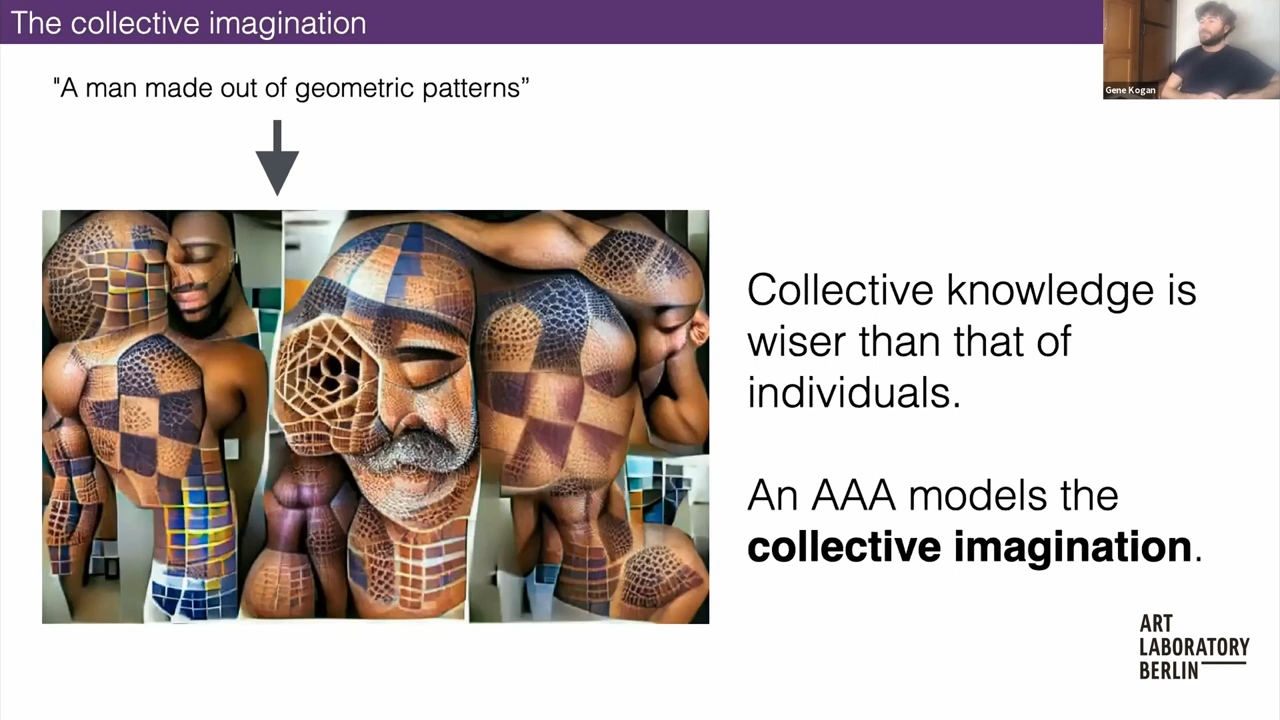 The collective imagination
Gene Kogan
"A man made out of geometric patterns”
Collective knowledge is
wiser than that of
individuals.
An AAA models the
collective imagination.
ART
LABORATORY
BERLIN